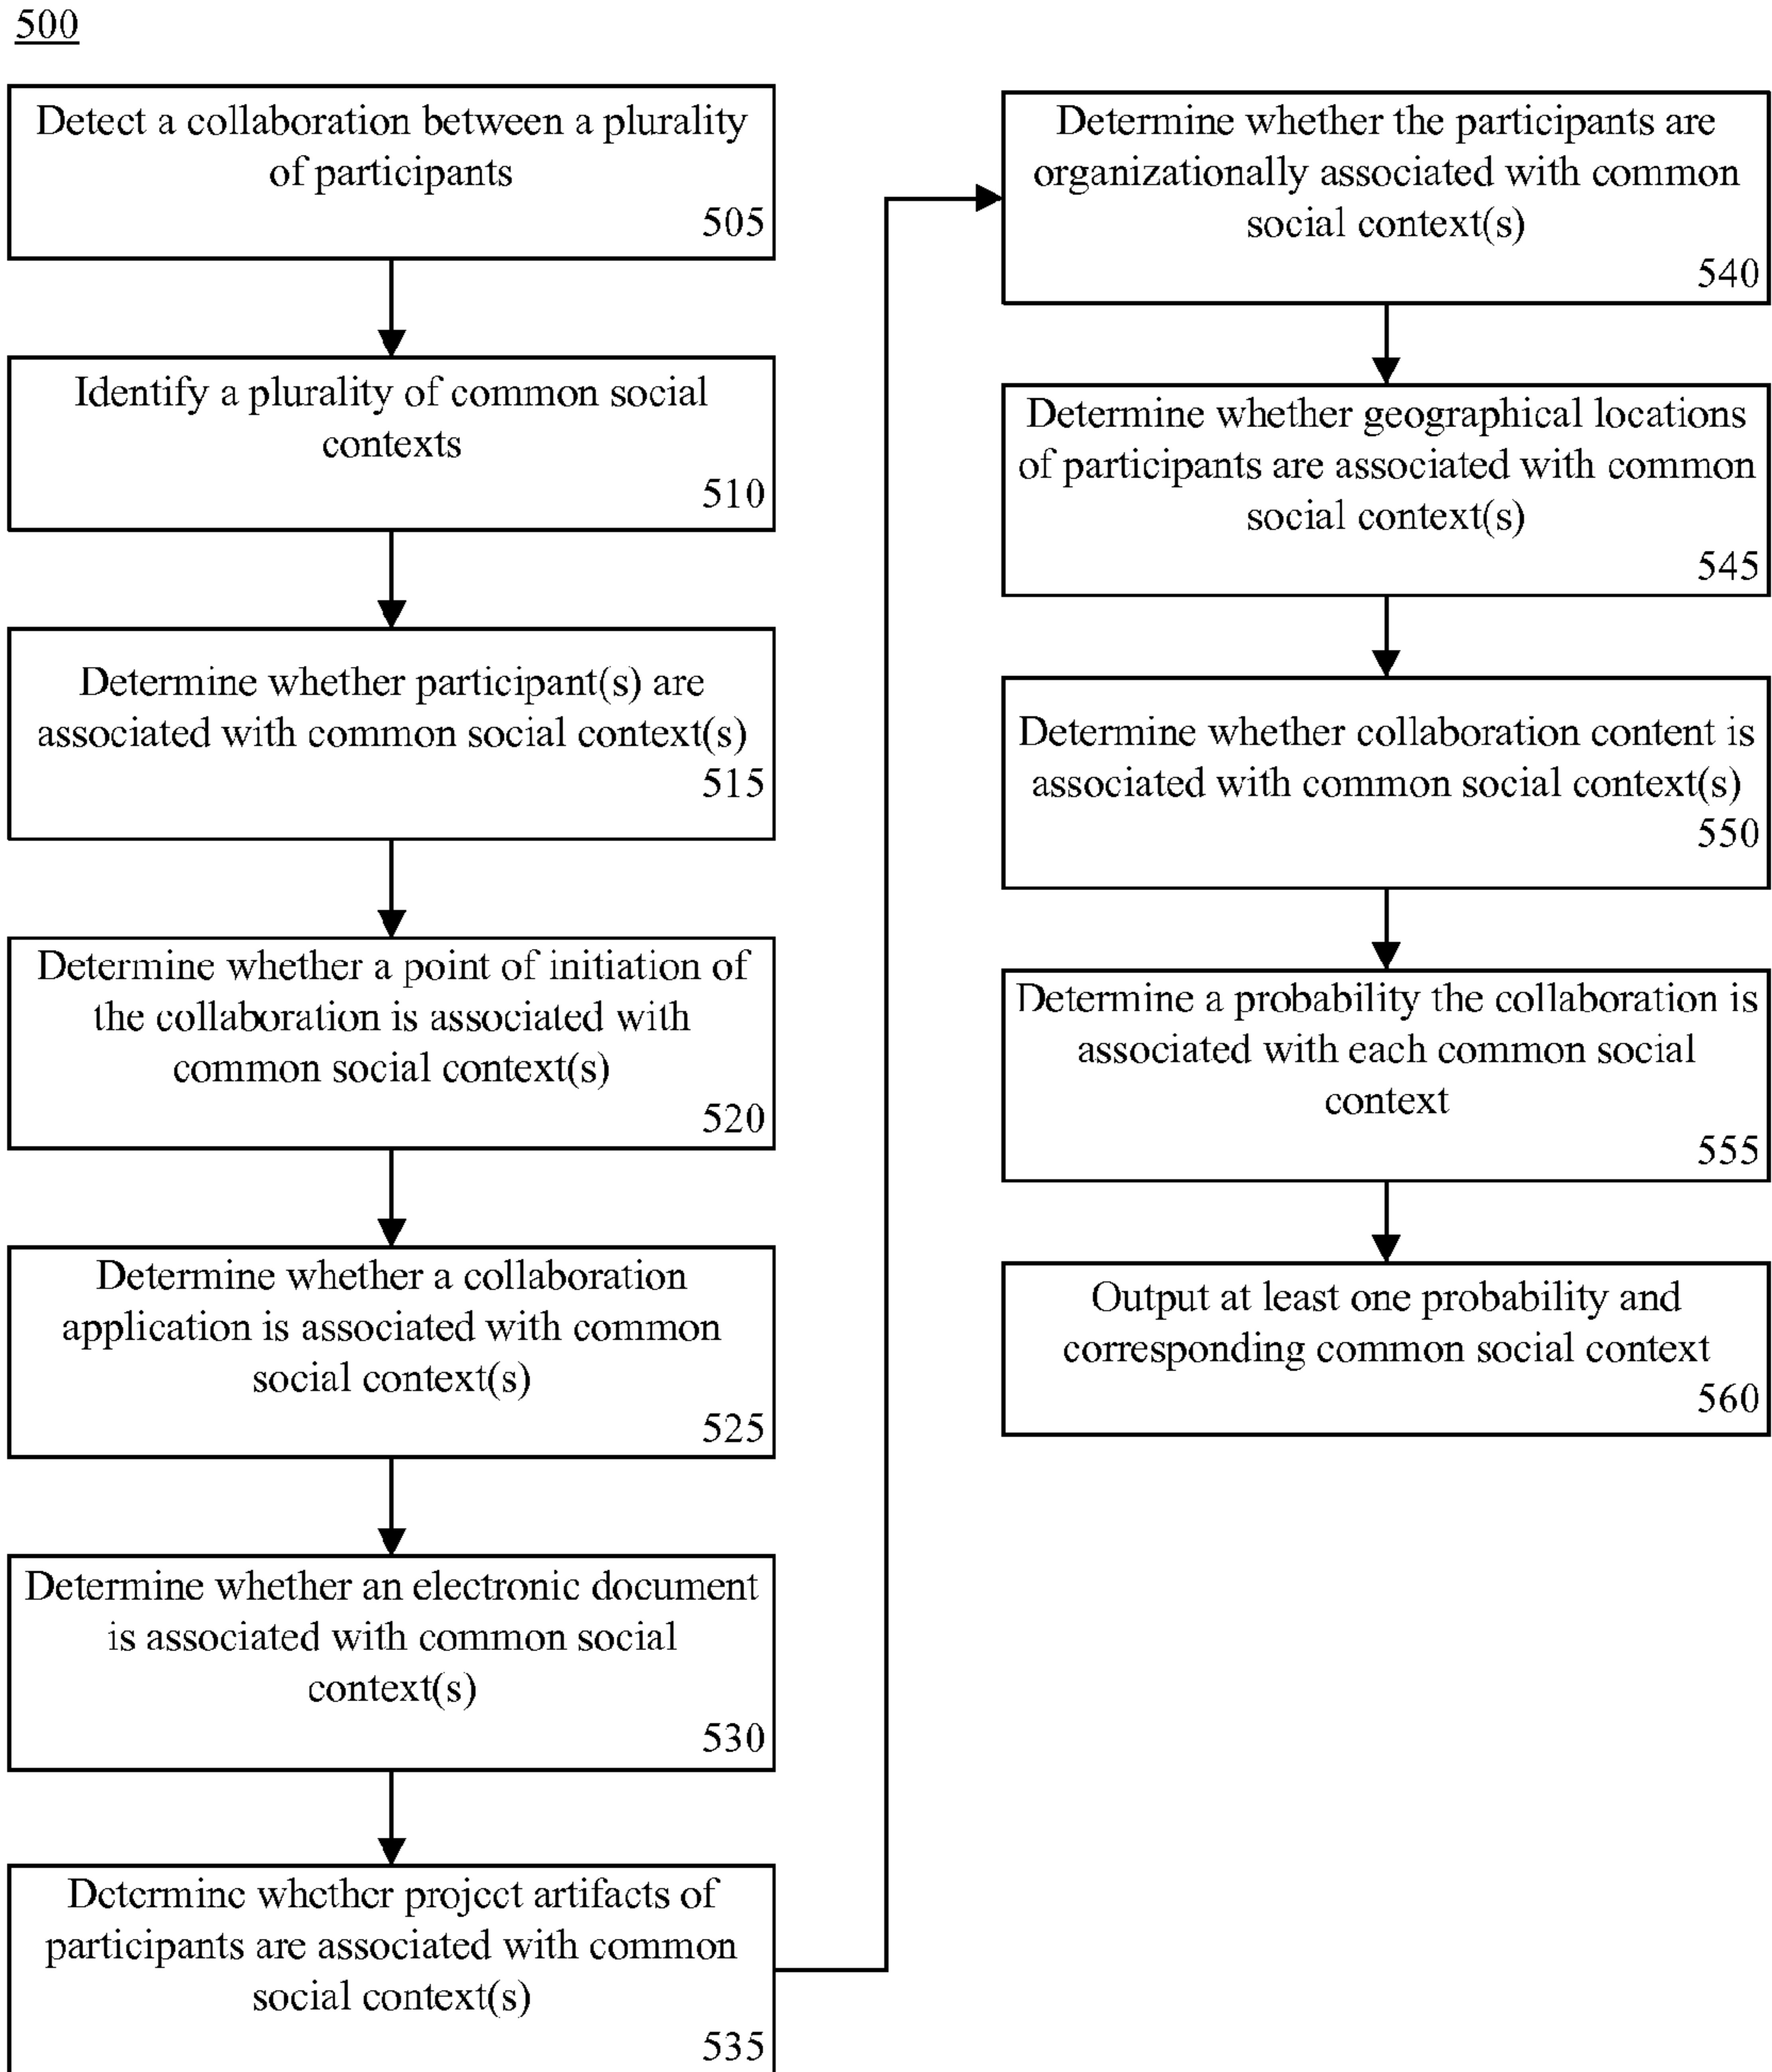 500
Detect a collaboration between a plurality
of participants
505
Identify a plurality of common social
contexts
510
Determine whether participant(s) are
associated with common social context(s)
515
Determine whether a point of initiation of
the collaboration is associated with
common social context(s)
520
Determine whether a collaboration
application is associated with common
social context(s)
525
Determine whether an electronic document
is associated with common social
context(s)
530
Determine whether project artifacts of
participants are associated with common
social context(s)
535
Determine whether the participants are
organizationally associated with common
social context(s)
540
Determine whether geographical locations
of participants are associated with common
social context(s)
545
Determine whether collaboration content is
associated with common social context(s)
550
Determine a probability the collaboration is
associated with each common social
context
555
Output at least one probability and
corresponding common social context
560